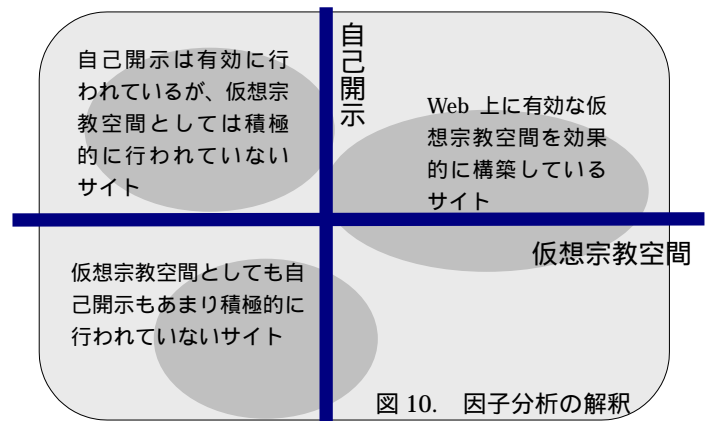 自己開示は有効に行
われているが、仮想宗
教空間としては積極
的に行われていない
サイト
自己開示
Web 上に有効な仮
想宗教空間を効果
的に構築している
サイト
仮想宗教空間
仮想宗教空間としても自
己開示もあまり積極的に
行われていないサイト
図 10. 因子分析の解釈